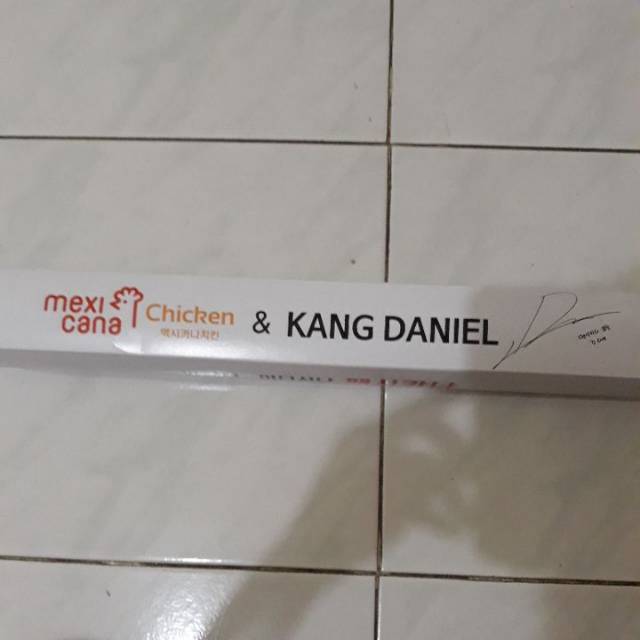 mexi
cana
Chicken
멕시카나치킨
& KANG DANIEL